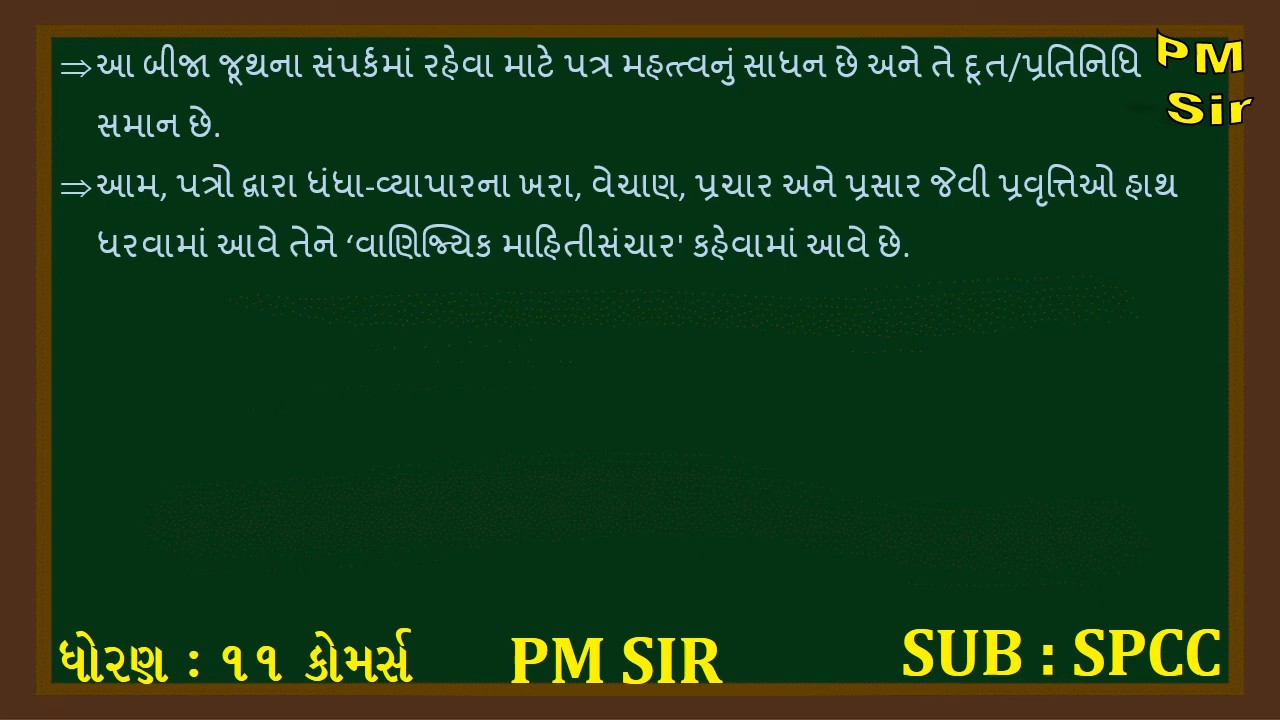 ⇒આ બીજા જૂથના સંપર્કમાં રહેવા માટે પત્ર મહત્ત્વનું સાધન છે અને તે દૂત/પ્રતિનિધિ
સમાન છે.
⇒આમ, પત્રો દ્વારા ધંધા-વ્યાપારના ખરા, વેચાણ, પ્રચાર અને પ્રસાર જેવી પ્રવૃત્તિઓ હાથ
ધરવામાં આવે તેને ‘વાણિજ્યિક માહિતીસંચાર' કહેવામાં આવે છે.
PM
Sir
ધોરણ : ૧૧ કોમર્સ PM SIR SUB : SPCC